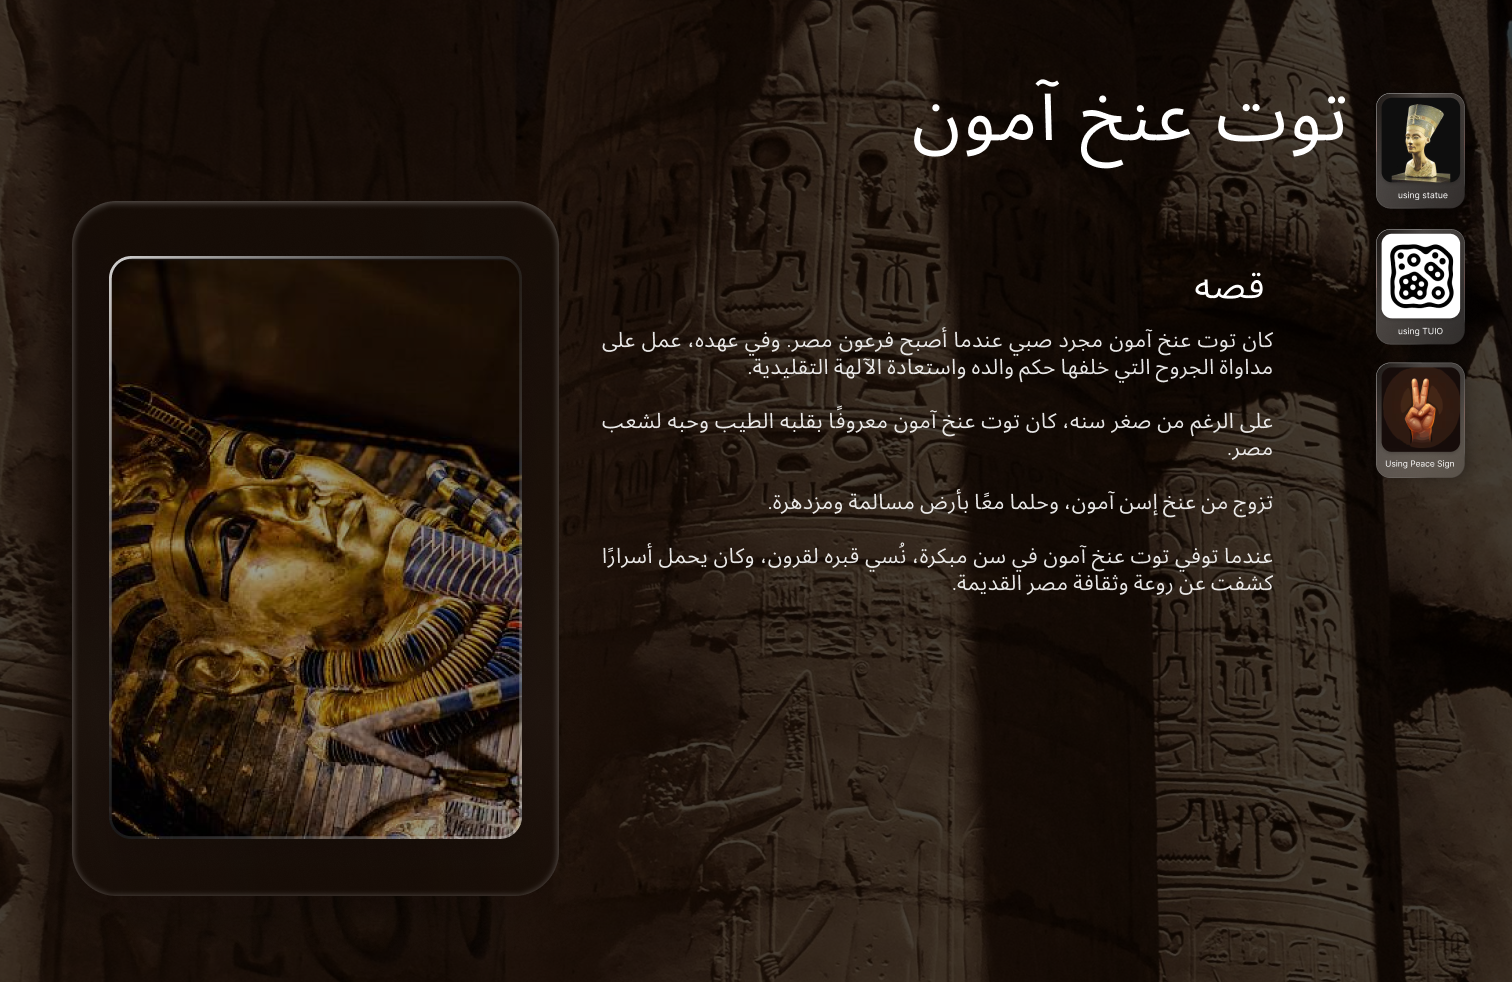 توت عنخ آمون
قصه
كان توت عنخ آمون مجرد صبي عندما أصبح فرعون مصر. وفي عهده، عمل على
مداواة الجروح التي خلفها حكم والده واستعادة الآلهة التقليدية.
على الرغم من صغر سنه، كان توت عنخ آمون معروفًا بقلبه الطيب وحبه لشعب
مصر.
تزوج من عنخ إسن آمون، وحلما معًا بأرض مسالمة ومزدهرة.
عندما توفي توت عنخ آمون في سن مبكرة، نُسي قبره لقرون، وكان يحمل أسرارًا
كشفت عن روعة وثقافة مصر القديمة.
using statue
using TUIO
Using Peace Sign